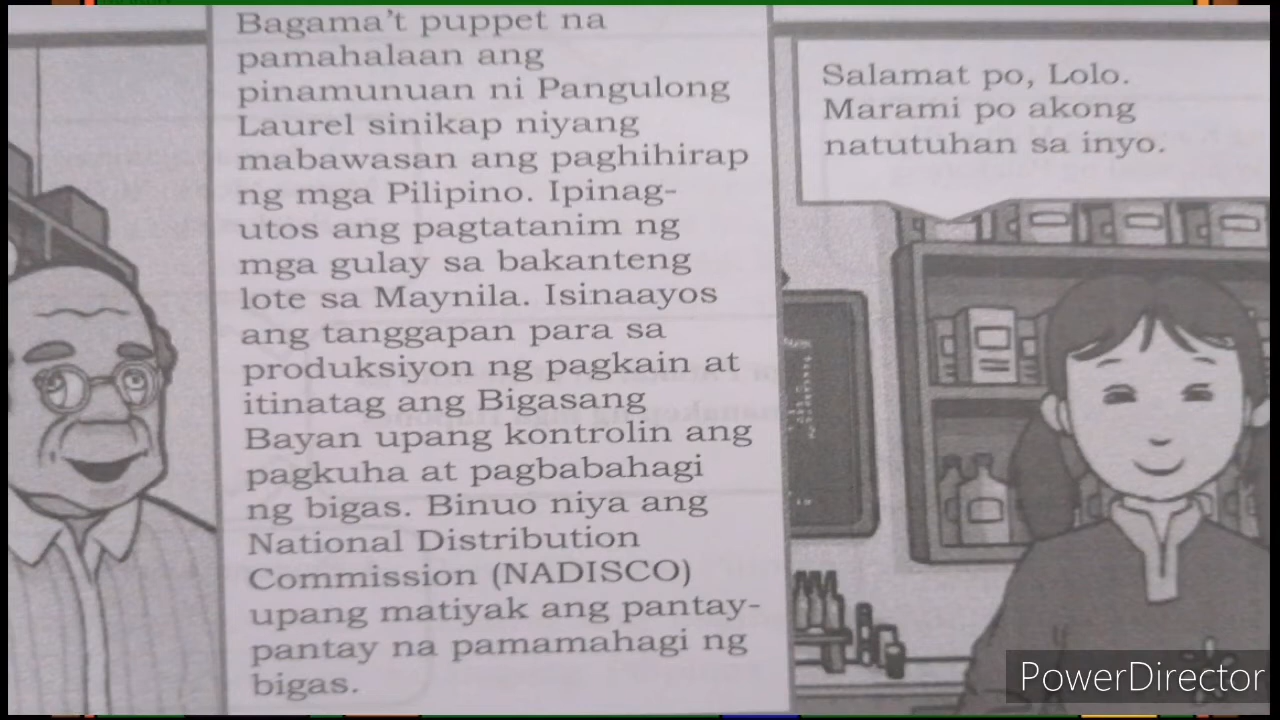 Bagama't puppet na
pamahalaan ang
pinamunuan ni Pangulong
Laurel sinikap niyang
mabawasan ang paghihirap
ng mga Pilipino. Ipinag-
utos ang pagtatanim ng
mga gulay sa bakanteng
lote sa Maynila. Isinaayos
ang tanggapan para sa
produksiyon ng pagkain at
itinatag ang Bigasang
Bayan upang kontrolin ang
pagkuha at pagbabahagi
ng bigas. Binuo niya ang
National Distribution
Commission (NADISCO)
upang matiyak ang pantay-
pantay na pamamahagi ng
bigas.
Salamat po, Lolo.
Marami po akong
natutuhan sa inyo.
PowerDirector